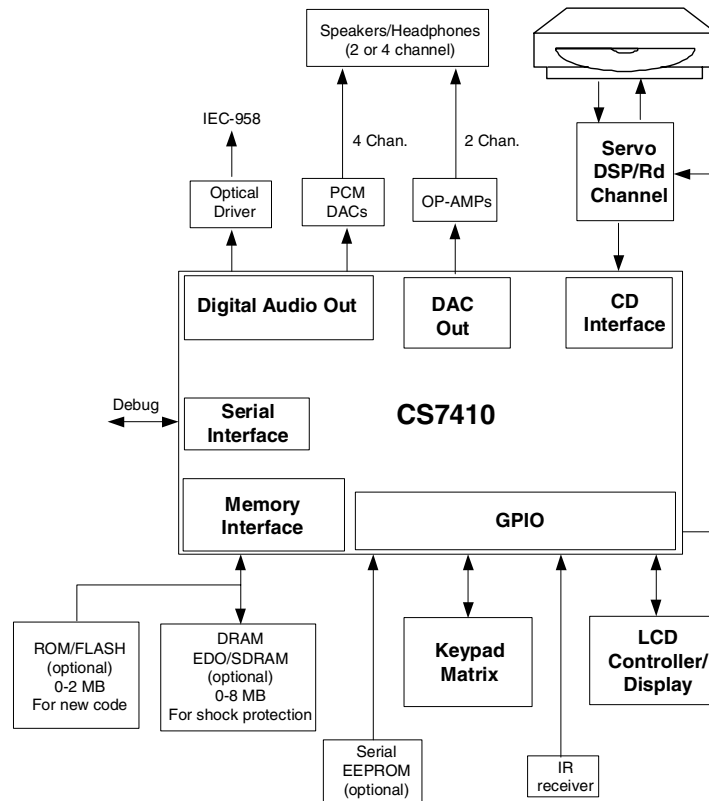 Speakers/Headphones
(2 or 4 channel)
IEC-958
4 Chan.
2 Chan.
Servo
DSP/Rd
Channel
Optical
Driver
PCM
DACs
OP-AMPs
Digital Audio Out
DAC
Out
CD
Interface
Debug
Serial
Interface
CS7410
Memory
Interface
GPIO
ROM/FLASH
(optional)
0-2 MB
For new code
DRAM
EDO/SDRAM
(optional)
0-8 MB
For shock protection
Keypad
Matrix
LCD
Controller/
Display
Serial
EEPROM
(optional)
IR
receiver